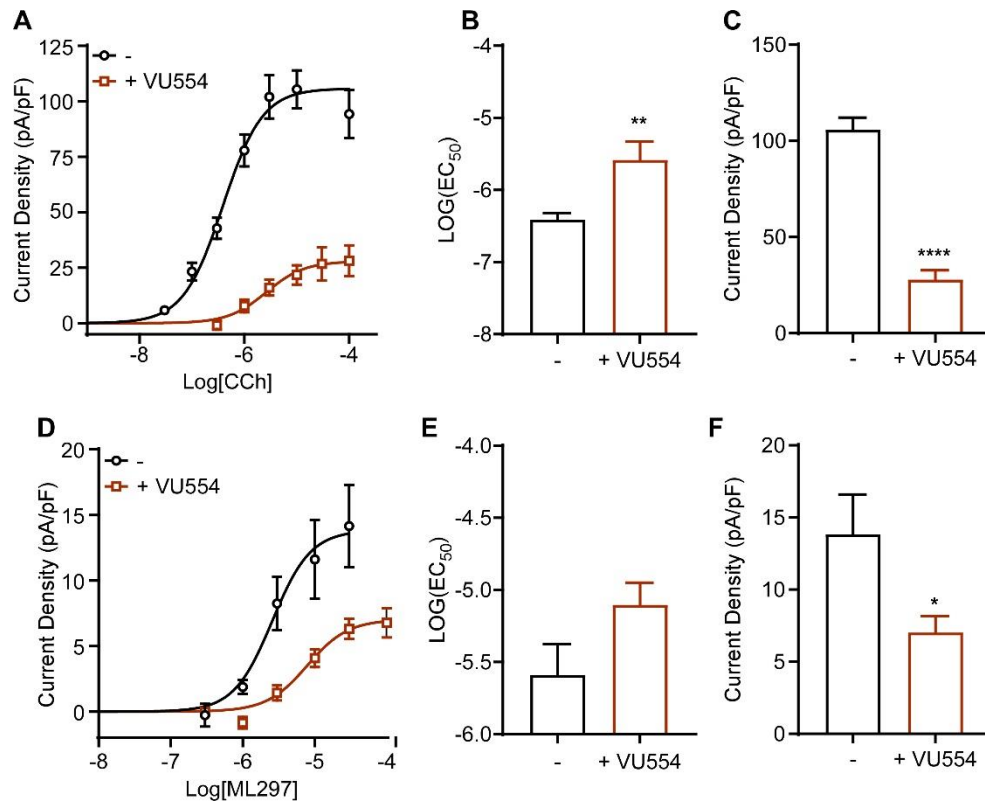 A
-
+ VU554
Current Density (pA/pF)
125
100
75
50
25
0
-8
-6
-4
Log[CCh]
B
LOG(EC50)
-4
-5
-6
-7
-8
**
-
+ VU554
C
Current Density (pA/pF)
150
100
50
0
****
-
+ VU554
D
-
+ VU554
Current Density (pA/pF)
20
15
10
5
0
-8
-7
-6
-5
-4
Log[ML297]
E
LOG(EC50)
-4.0
-4.5
-5.0
-5.5
-6.0
-
+ VU554
F
Current Density (pA/pF)
20
15
10
5
0
*
-
+ VU554